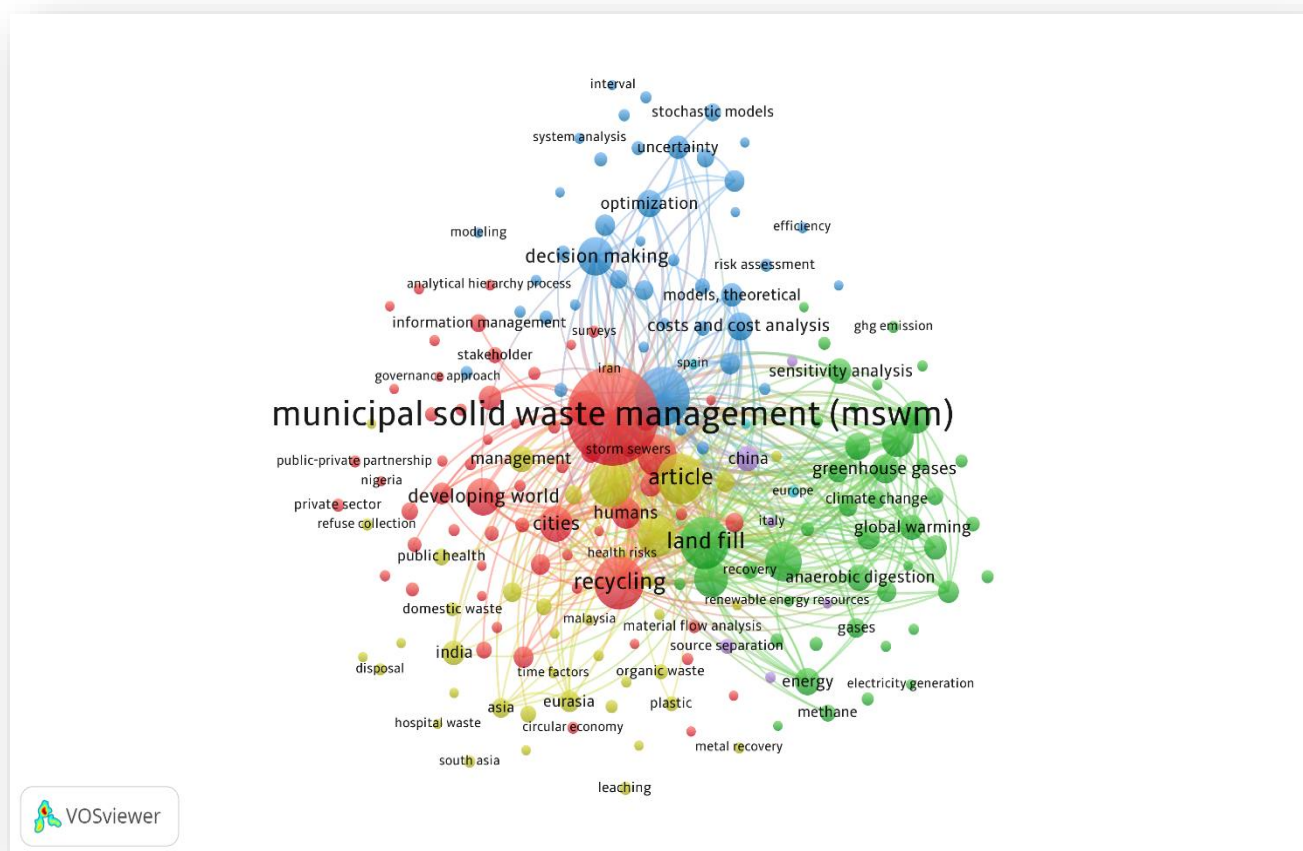 interval
stochastic models
system analysis
uncertainty
optimization
modeling
efficiency
decision making
risk assessment
analytical hierarchy process
models, theoretical
information management
surveys
costs and cost analysis
ghg emission
stakeholder
spain
iran
sensitivity analysis
governance approach
municipal solid waste management (mswm)
storm sewers
public-private partnership
management
china
nigeria
article
greenhouse gases
developing world
europe
climate change
private sector
refuse collection
cities
humans
italy
global warming
land fill
public health
health risks
recycling
recovery
anaerobic digestion
renewable energy resources
domestic waste
malaysia
material flow analysis
gases
source separation
india
disposal
time factors
organic waste
energy
electricity generation
asia
eurasia
plastic
methane
hospital waste
circular economy
metal recovery
south asia
leaching
VOSviewer